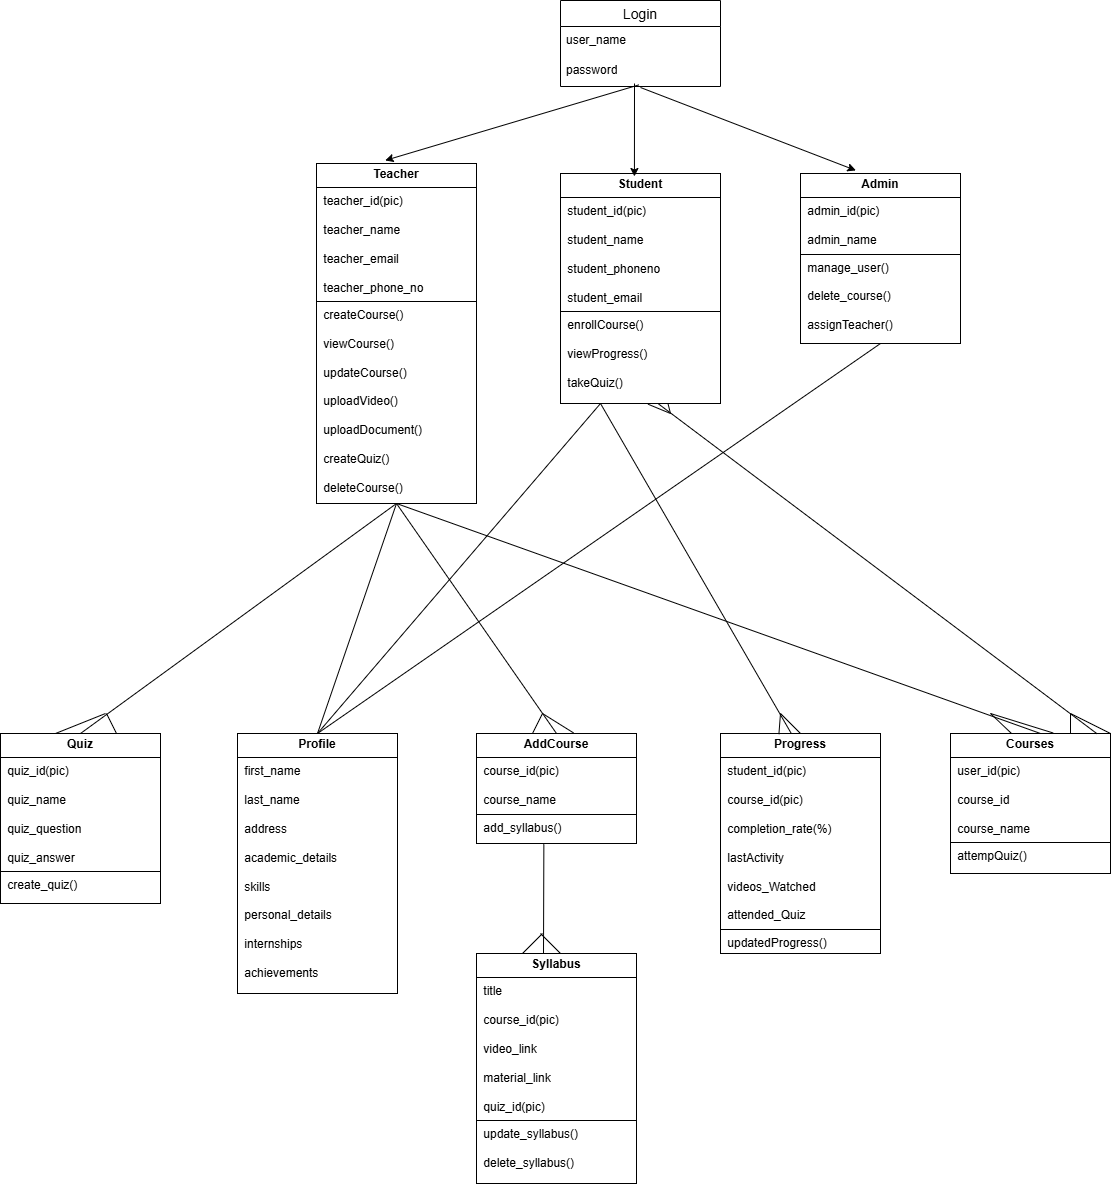 Login
user_name
password
Teacher
teacher_id(pic)
teacher_name
teacher_email
teacher_phone_no
createCourse()
viewCourse()
updateCourse()
uploadVideo()
uploadDocument()
createQuiz()
deleteCourse()
Student
student_id(pic)
student_name
student_phoneno
student_email
enrollCourse()
viewProgress()
takeQuiz()
Admin
admin_id(pic)
admin_name
manage_user()
delete_course()
assignTeacher()
Quiz
quiz_id(pic)
quiz_name
quiz_question
quiz_answer
create_quiz()
Profile
first_name
last_name
address
academic_details
skills
personal_details
internships
achievements
AddCourse
course_id(pic)
course_name
add_syllabus()
Progress
student_id(pic)
course_id(pic)
completion_rate(%)
lastActivity
videos_Watched
attended_Quiz
updatedProgress()
Courses
user_id(pic)
course_id
course_name
attempQuiz()
Syllabus
title
course_id(pic)
video_link
material_link
quiz_id(pic)
update_syllabus()
delete_syllabus()